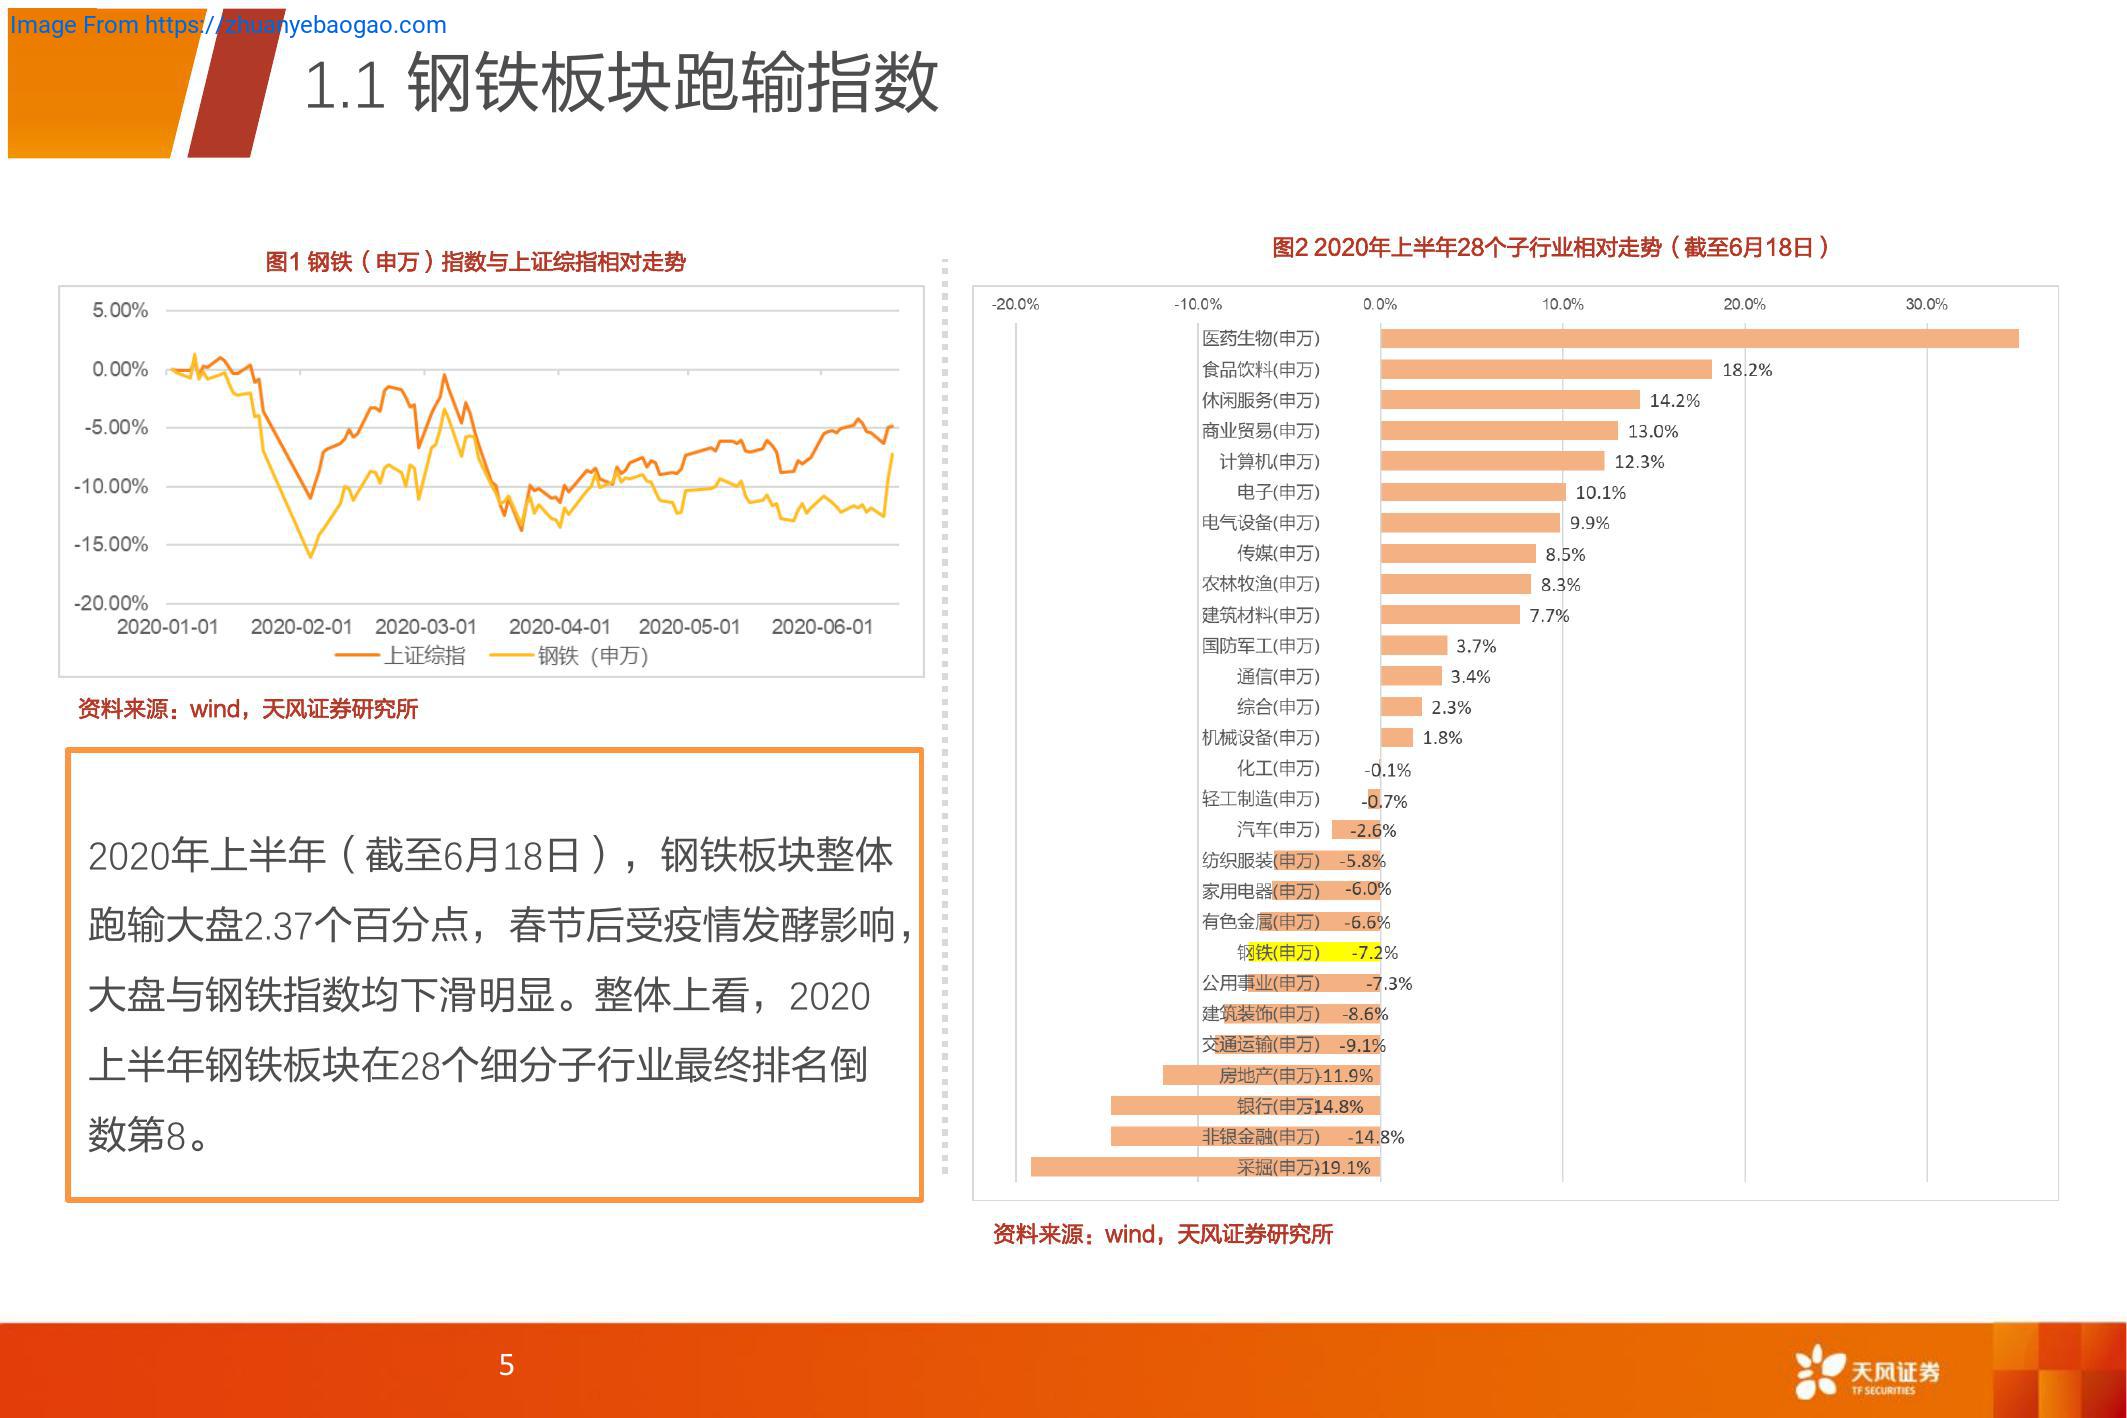 Image From https://zhuanyebaogao.com
1.1 钢铁板块跑输指数
图1 钢铁（申万）指数与上证综指相对走势
5.00%
0.00%
-5.00%
-10.00%
-15.00%
-20.00%
2020-01-01 2020-02-01 2020-03-01 2020-04-01 2020-05-01 2020-06-01
上证综指 钢铁（申万）
资料来源：wind，天风证券研究所
2020年上半年（截至6月18日），钢铁板块整体
跑输大盘2.37个百分点，春节后受疫情发酵影响，
大盘与钢铁指数均下滑明显。整体上看，2020
上半年钢铁板块在28个细分子行业最终排名倒
数第8。
图2 2020年上半年28个子行业相对走势（截至6月18日）
-20.0% -10.0% 0.0% 10.0% 20.0% 30.0%
医药生物(申万)
食品饮料(申万) 18.2%
休闲服务(申万) 14.2%
商业贸易(申万) 13.0%
计算机(申万) 12.3%
电子(申万) 10.1%
电气设备(申万) 9.9%
传媒(申万) 8.5%
农林牧渔(申万) 8.3%
建筑材料(申万) 7.7%
国防军工(申万) 3.7%
通信(申万) 3.4%
综合(申万) 2.3%
机械设备(申万) 1.8%
化工(申万) -0.1%
轻工制造(申万) -0.7%
汽车(申万) -2.6%
纺织服装(申万) -5.8%
家用电器(申万) -6.0%
有色金属(申万) -6.6%
钢铁(申万) -7.2%
公用事业(申万) -7.3%
建筑装饰(申万) -8.6%
交通运输(申万) -9.1%
房地产(申万) -11.9%
银行(申万) -14.8%
非银金融(申万) -14.8%
采掘(申万) -19.1%
资料来源：wind，天风证券研究所
5
天风证券
TF SECURITIES